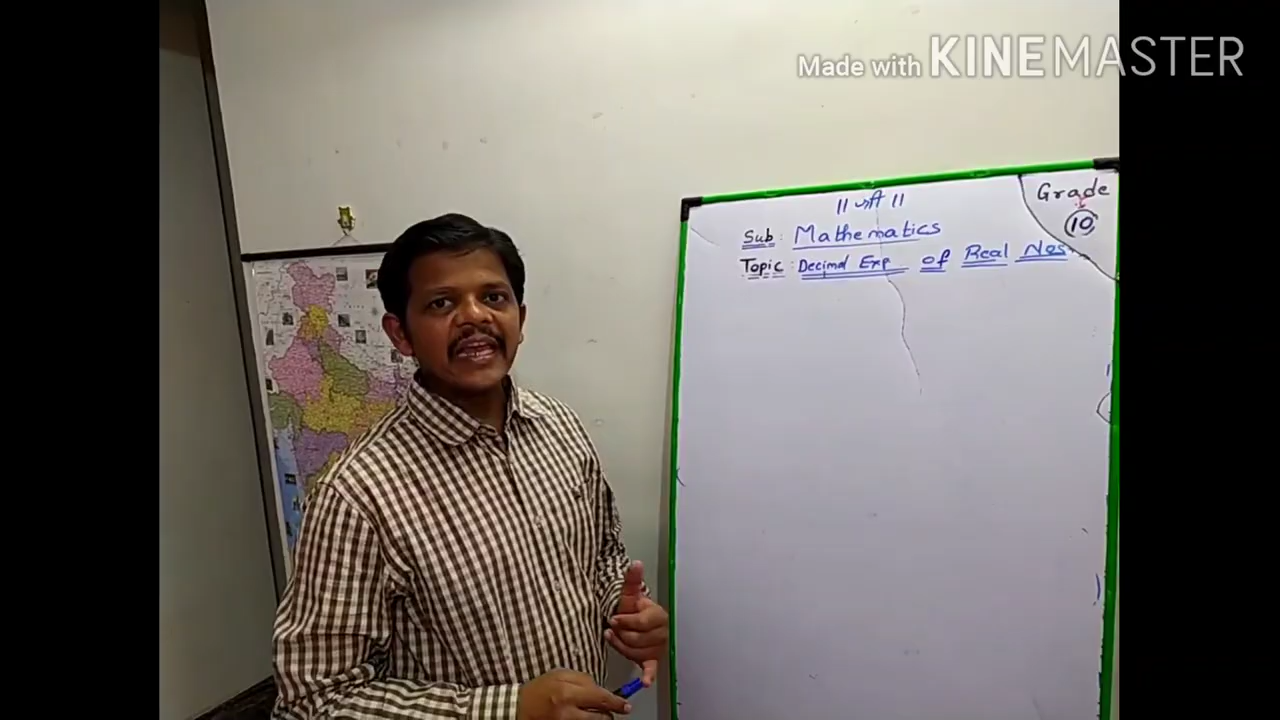 Made with KINEMASTER
|| श्री ||
Grade
10
Sub : Mathematics
Topic : Decimal Exp of Real Nos